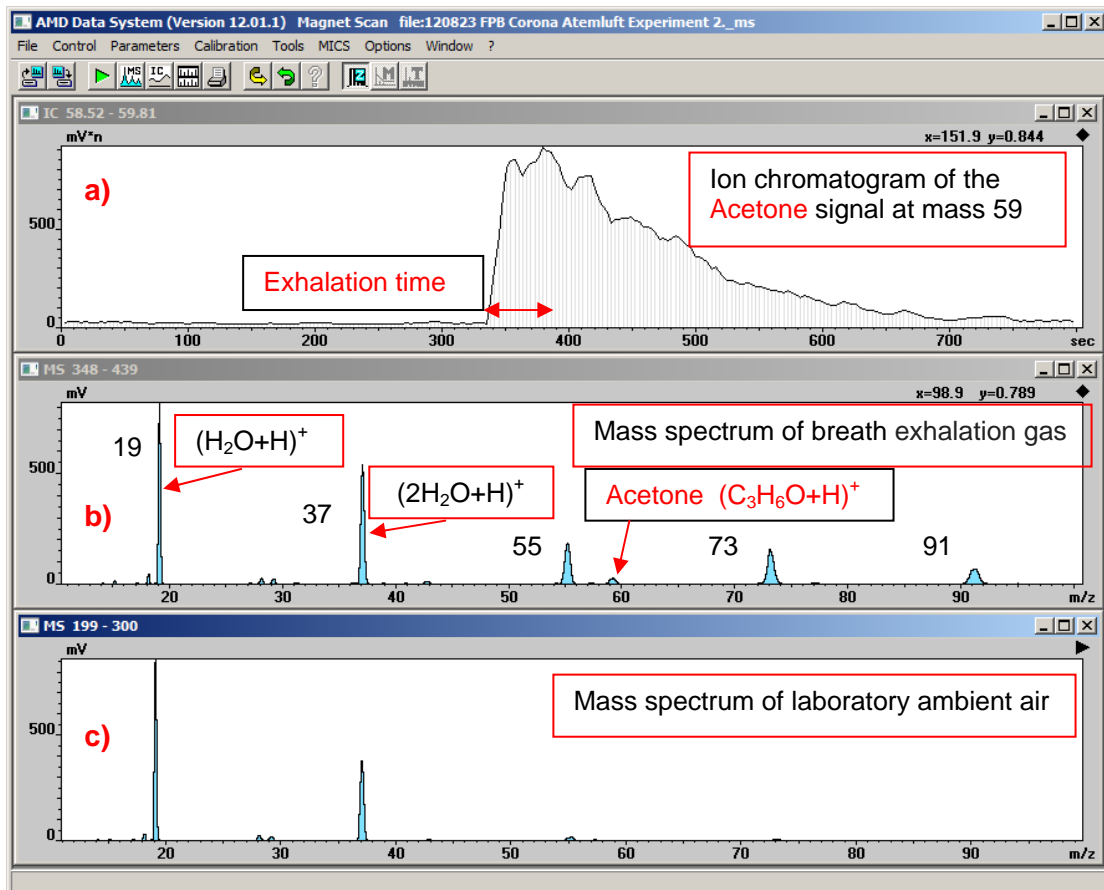 AMD Data System (Version 12.01.1) Magnet Scan file:120823 FPB Corona Atemluft Experiment 2._ms
File Control Parameters Calibration Tools MICS Options Window ?
MS IC M T
IC 58.52 - 59.81
mV*n
x=151.9 y=0.844
a)
Ion chromatogram of the
Acetone signal at mass 59
500
Exhalation time
0
0 100 200 300 400 500 600 700 sec
MS 348 - 439
mV
x=98.9 y=0.789
Mass spectrum of breath exhalation gas
19
(H₂O+H)⁺
500
(2H₂O+H)⁺
Acetone (C₃H₆O+H)⁺
b)
37
55
73
91
0
20 30 40 50 60 70 80 90 m/z
MS 199 - 300
mV
Mass spectrum of laboratory ambient air
500
c)
0
20 30 40 50 60 70 80 90 m/z